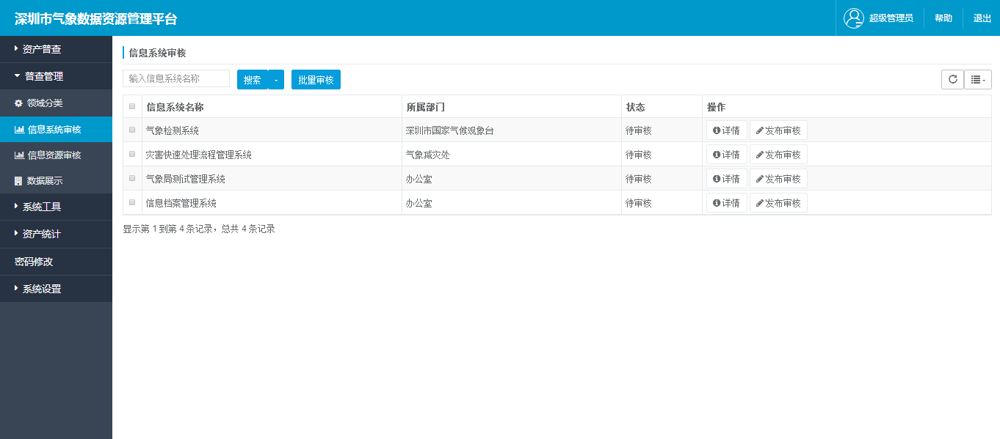 深圳市气象数据资源管理平台
超级管理员 帮助 退出
资产普查
普查管理
领域分类
信息系统审核
信息资源审核
数据展示
系统工具
资产统计
密码修改
系统设置
信息系统审核
输入信息系统名称 搜索 批量审核
信息系统名称 所属部门 状态 操作
气象检测系统 深圳市国家气候观象台 待审核 详情 发布审核
灾害快速处理流程管理系统 气象减灾处 待审核 详情 发布审核
气象局测试管理系统 办公室 待审核 详情 发布审核
信息档案管理系统 办公室 待审核 详情 发布审核
显示第 1 到第 4 条记录，总共 4 条记录